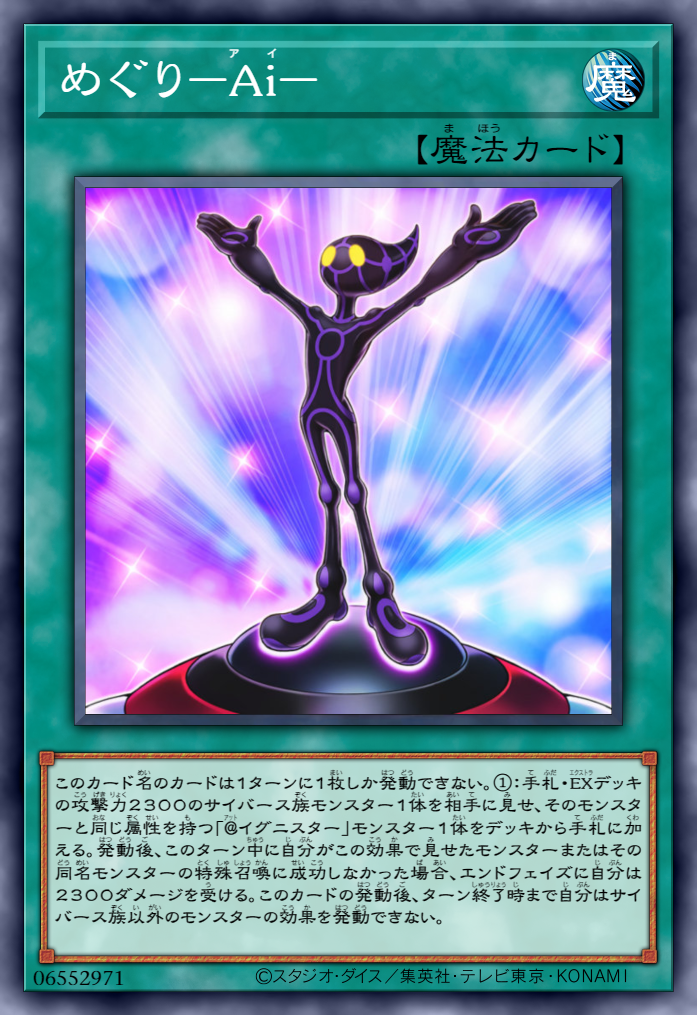 めぐり－Ai－
アイ
魔
ま
【魔法カード】
ま ほう
このカード名のカードは1ターンに1枚しか発動できない。①：手札・EXデッキ
の攻撃力2300のサイバース族モンスター1体を相手に見せ、そのモンスタ
ーと同じ属性を持つ「@イグニスター」モンスター1体をデッキから手札に加
える。発動後、このターン中に自分がこの効果で見せたモンスターまたはその
同名モンスターの特殊召喚に成功しなかった場合、エンドフェイズに自分は
2300ダメージを受ける。このカードの発動後、ターン終了時まで自分はサイ
バース族以外のモンスターの効果を発動できない。
06552971
©スタジオ・ダイス／集英社・テレビ東京・KONAMI